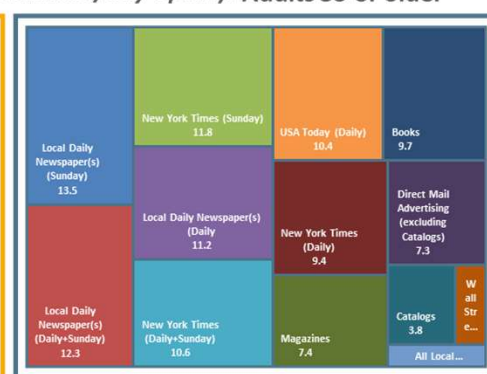 Local Daily
Newspaper(s)
(Sunday)
13.5
New York Times (Sunday)
11.8
USA Today (Daily)
10.4
Books
9.7
Local Daily Newspaper(s)
(Daily
11.2
New York Times
(Daily)
9.4
Direct Mail
Advertising
(excluding
Catalogs)
7.3
Local Daily
Newspaper(s)
(Daily+Sunday)
12.3
New York Times
(Daily+Sunday)
10.6
Magazines
7.4
Catalogs
3.8
W
all
Str
e...
All Local...